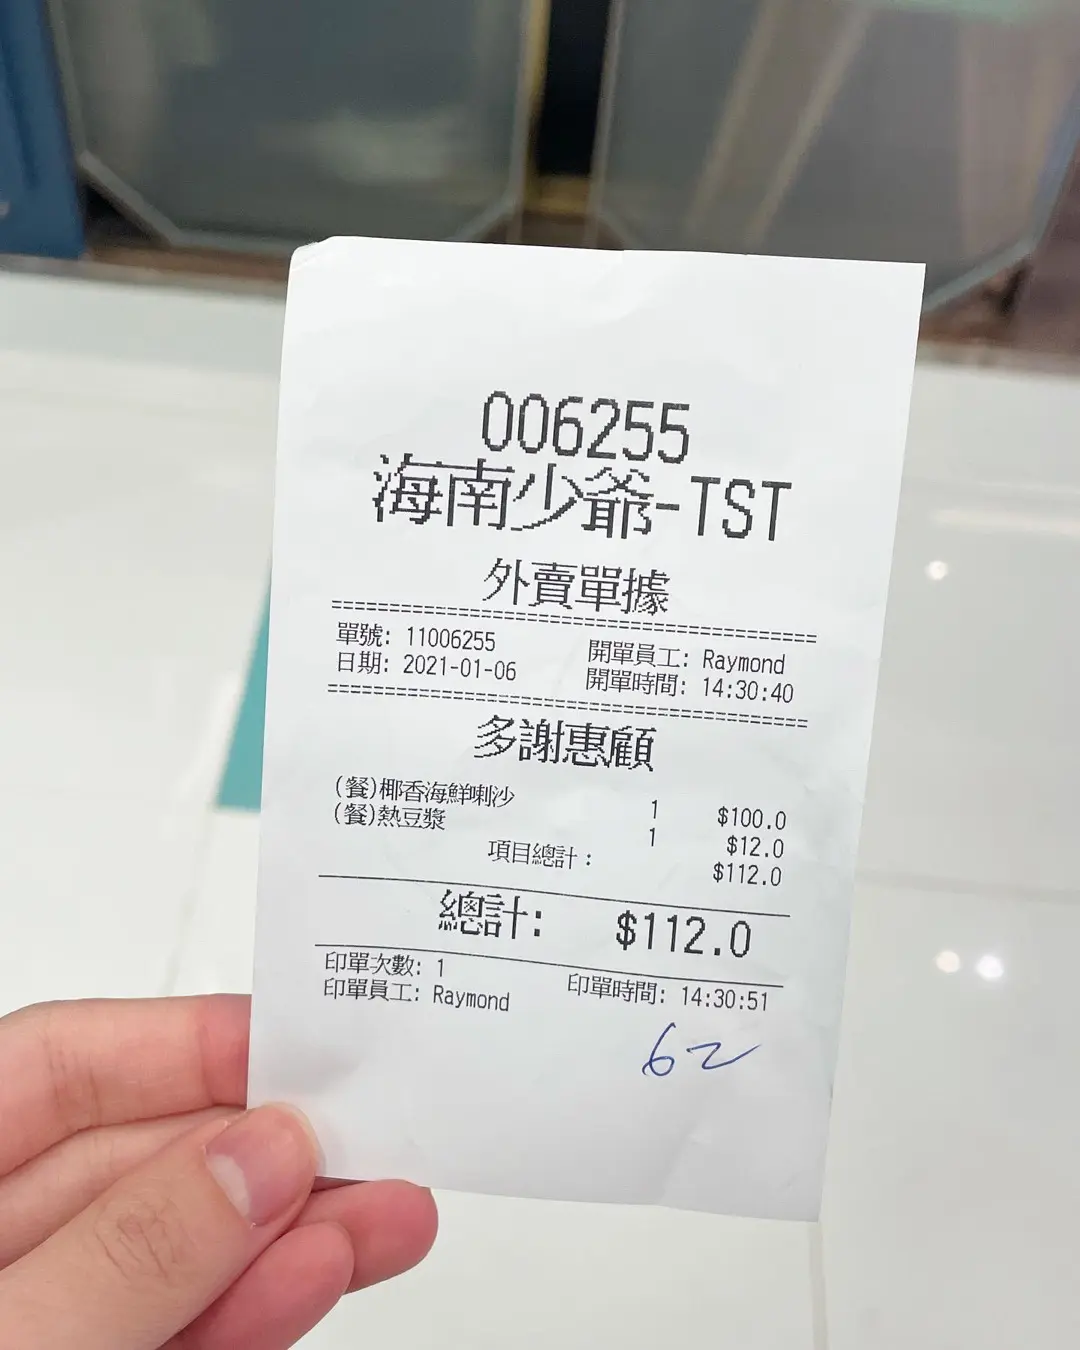 006255
海南少爺-TST
外賣單據
單號: 11006255 開單員工: Raymond
日期: 2021-01-06 開單時間: 14:30:40
多謝惠顧
(餐)椰香海鮮喇沙 1 $100.0
(餐)熱豆漿 1 $12.0
項目總計: $112.0
總計: $112.0
印單次數: 1 印單時間: 14:30:51
印單員工: Raymond
62